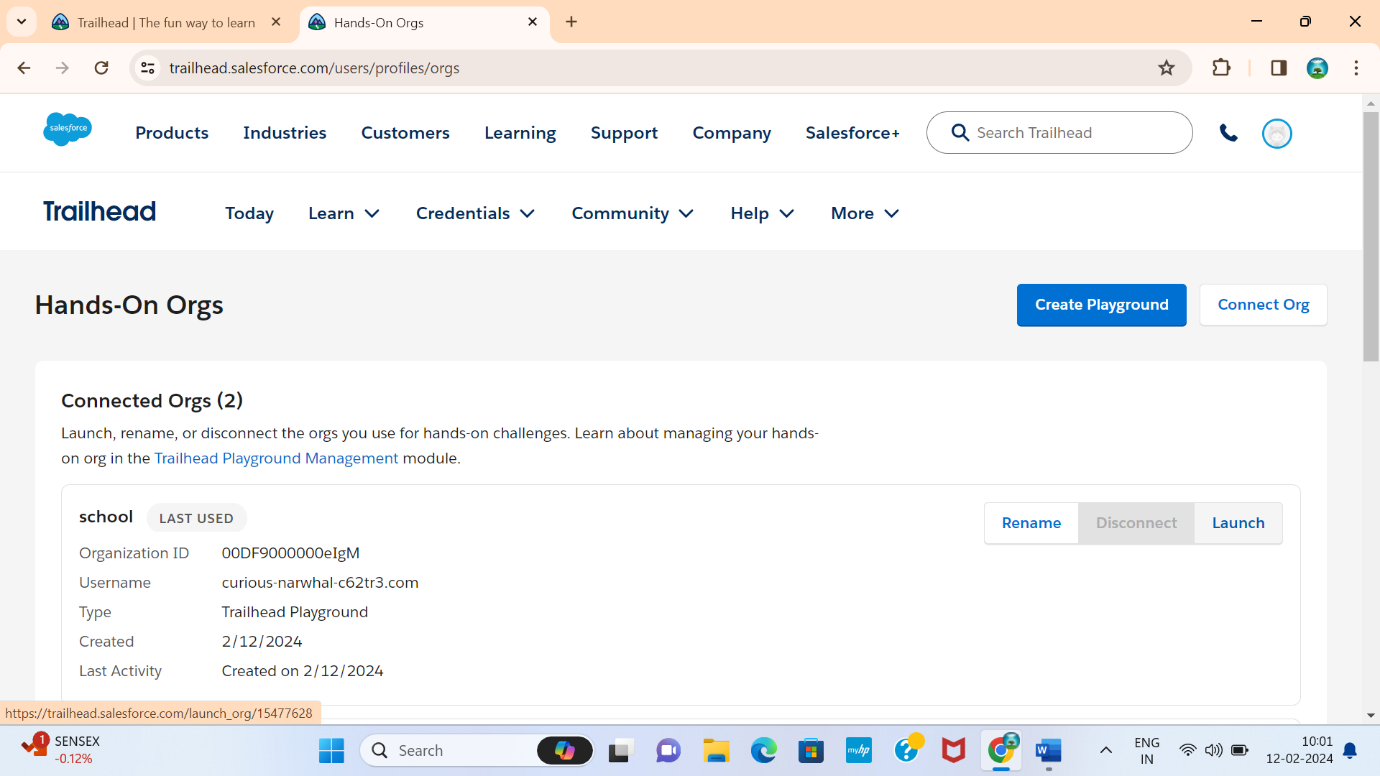 Trailhead | The fun way to learn
Hands-On Orgs
trailhead.salesforce.com/users/profiles/orgs
salesforce
Products Industries Customers Learning Support Company Salesforce+ Search Trailhead
Trailhead Today Learn Credentials Community Help More
Hands-On Orgs
Create Playground Connect Org
Connected Orgs (2)
Launch, rename, or disconnect the orgs you use for hands-on challenges. Learn about managing your hands-
on org in the Trailhead Playground Management module.
school LAST USED
Rename Disconnect Launch
Organization ID 00DF9000000eIgM
Username curious-narwhal-c62tr3.com
Type Trailhead Playground
Created 2/12/2024
Last Activity Created on 2/12/2024
https://trailhead.salesforce.com/launch_org/15477628
1 SENSEX
-0.12%
Search
myhp
ENG
IN
10:01
12-02-2024